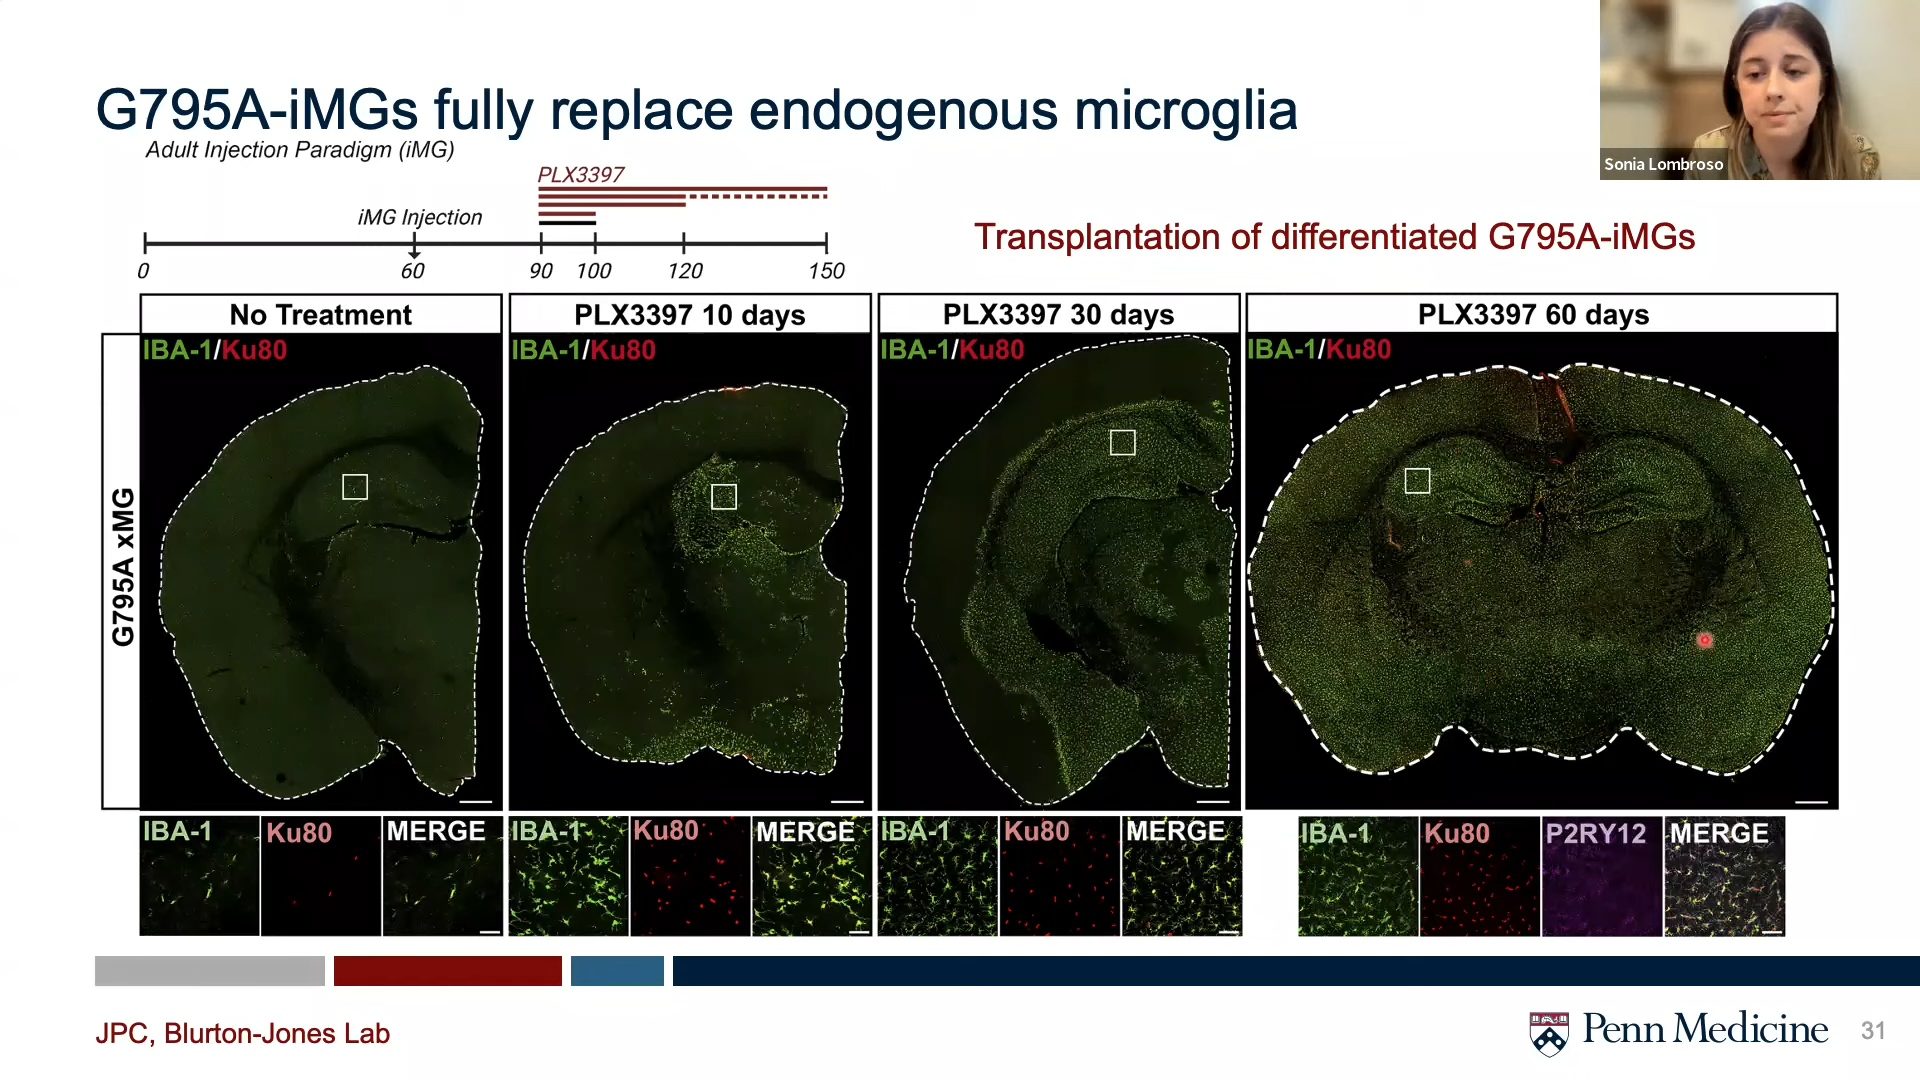 G795A-iMGs fully replace endogenous microglia
Sonia Lombroso
Adult Injection Paradigm (iMG)
PLX3397
iMG Injection
0 60 90 100 120 150
Transplantation of differentiated G795A-iMGs
No Treatment
PLX3397 10 days
PLX3397 30 days
PLX3397 60 days
G795A xMG
IBA-1/Ku80
IBA-1/Ku80
IBA-1/Ku80
IBA-1/Ku80
IBA-1 Ku80 MERGE
IBA-1 Ku80 MERGE
IBA-1 Ku80 MERGE
IBA-1 Ku80 P2RY12 MERGE
JPC, Blurton-Jones Lab
Penn Medicine
31